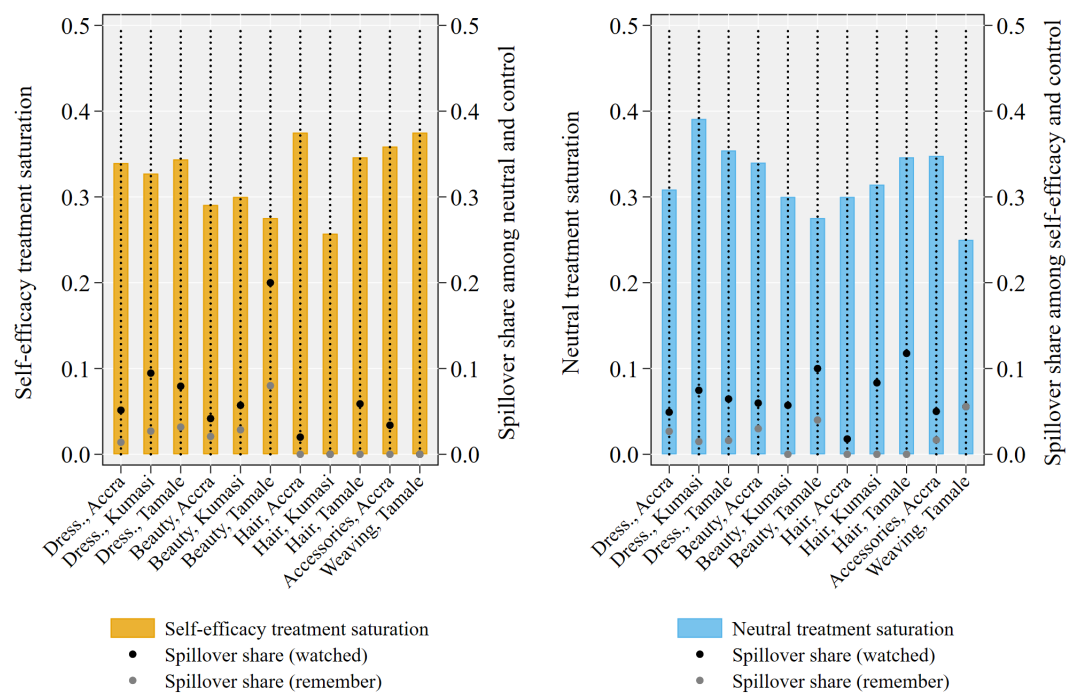 Self-efficacy treatment saturation
0.5
0.4
0.3
0.2
0.1
0.0
0.5
0.4
0.3
0.2
0.1
0.0
Spillover share among neutral and control
Dress., Accra
Dress., Kumasi
Dress., Tamale
Beauty, Accra
Beauty, Kumasi
Beauty, Tamale
Hair, Accra
Hair, Kumasi
Hair, Tamale
Accessories, Accra
Weaving, Tamale
Self-efficacy treatment saturation
Spillover share (watched)
Spillover share (remember)
Neutral treatment saturation
0.5
0.4
0.3
0.2
0.1
0.0
0.5
0.4
0.3
0.2
0.1
0.0
Spillover share among self-efficacy and control
Dress., Accra
Dress., Kumasi
Dress., Tamale
Beauty, Accra
Beauty, Kumasi
Beauty, Tamale
Hair, Accra
Hair, Kumasi
Hair, Tamale
Accessories, Accra
Weaving, Tamale
Neutral treatment saturation
Spillover share (watched)
Spillover share (remember)